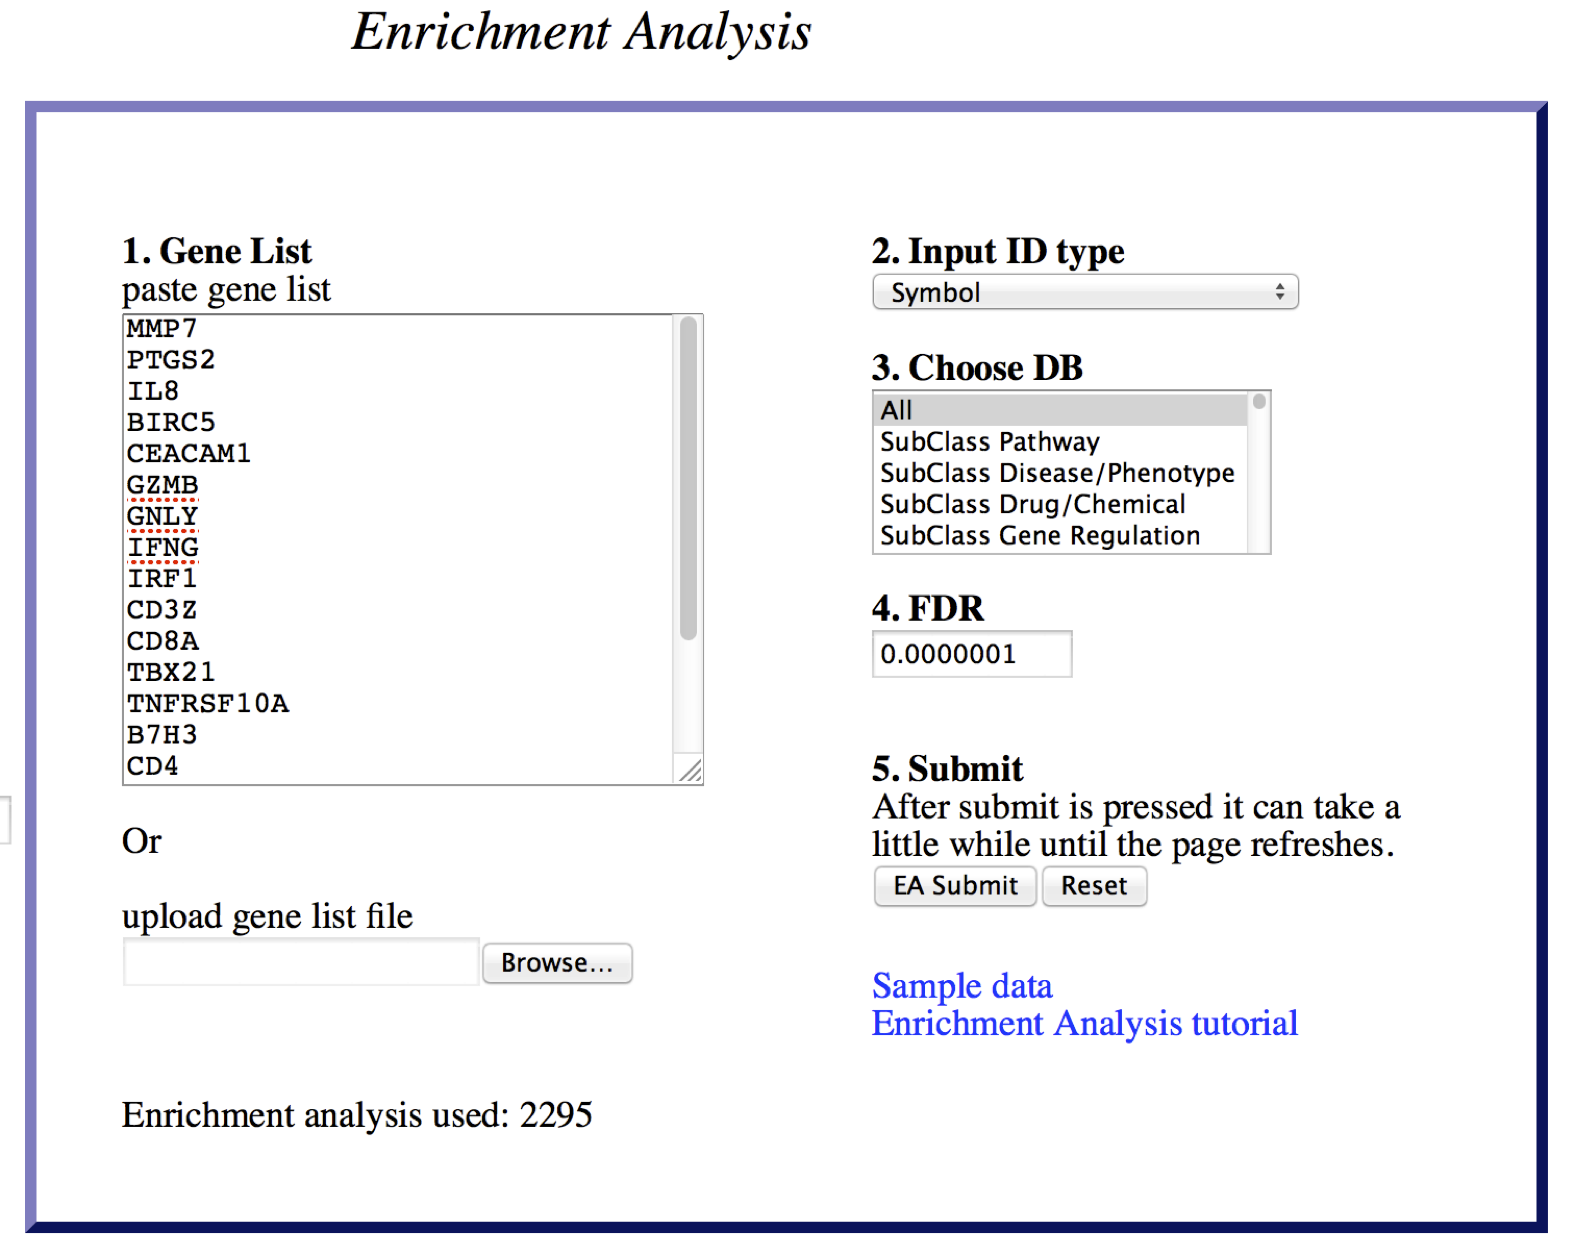 Enrichment Analysis
1. Gene List
paste gene list
MMP7
PTGS2
IL8
BIRC5
CEACAM1
GZMB
GNLY
IFNG
IRF1
CD3Z
CD8A
TBX21
TNFRSF10A
B7H3
CD4
Or
upload gene list file
Browse...
Enrichment analysis used: 2295
2. Input ID type
Symbol
3. Choose DB
All
SubClass Pathway
SubClass Disease/Phenotype
SubClass Drug/Chemical
SubClass Gene Regulation
4. FDR
0.0000001
5. Submit
After submit is pressed it can take a
little while until the page refreshes.
EA Submit Reset
Sample data
Enrichment Analysis tutorial